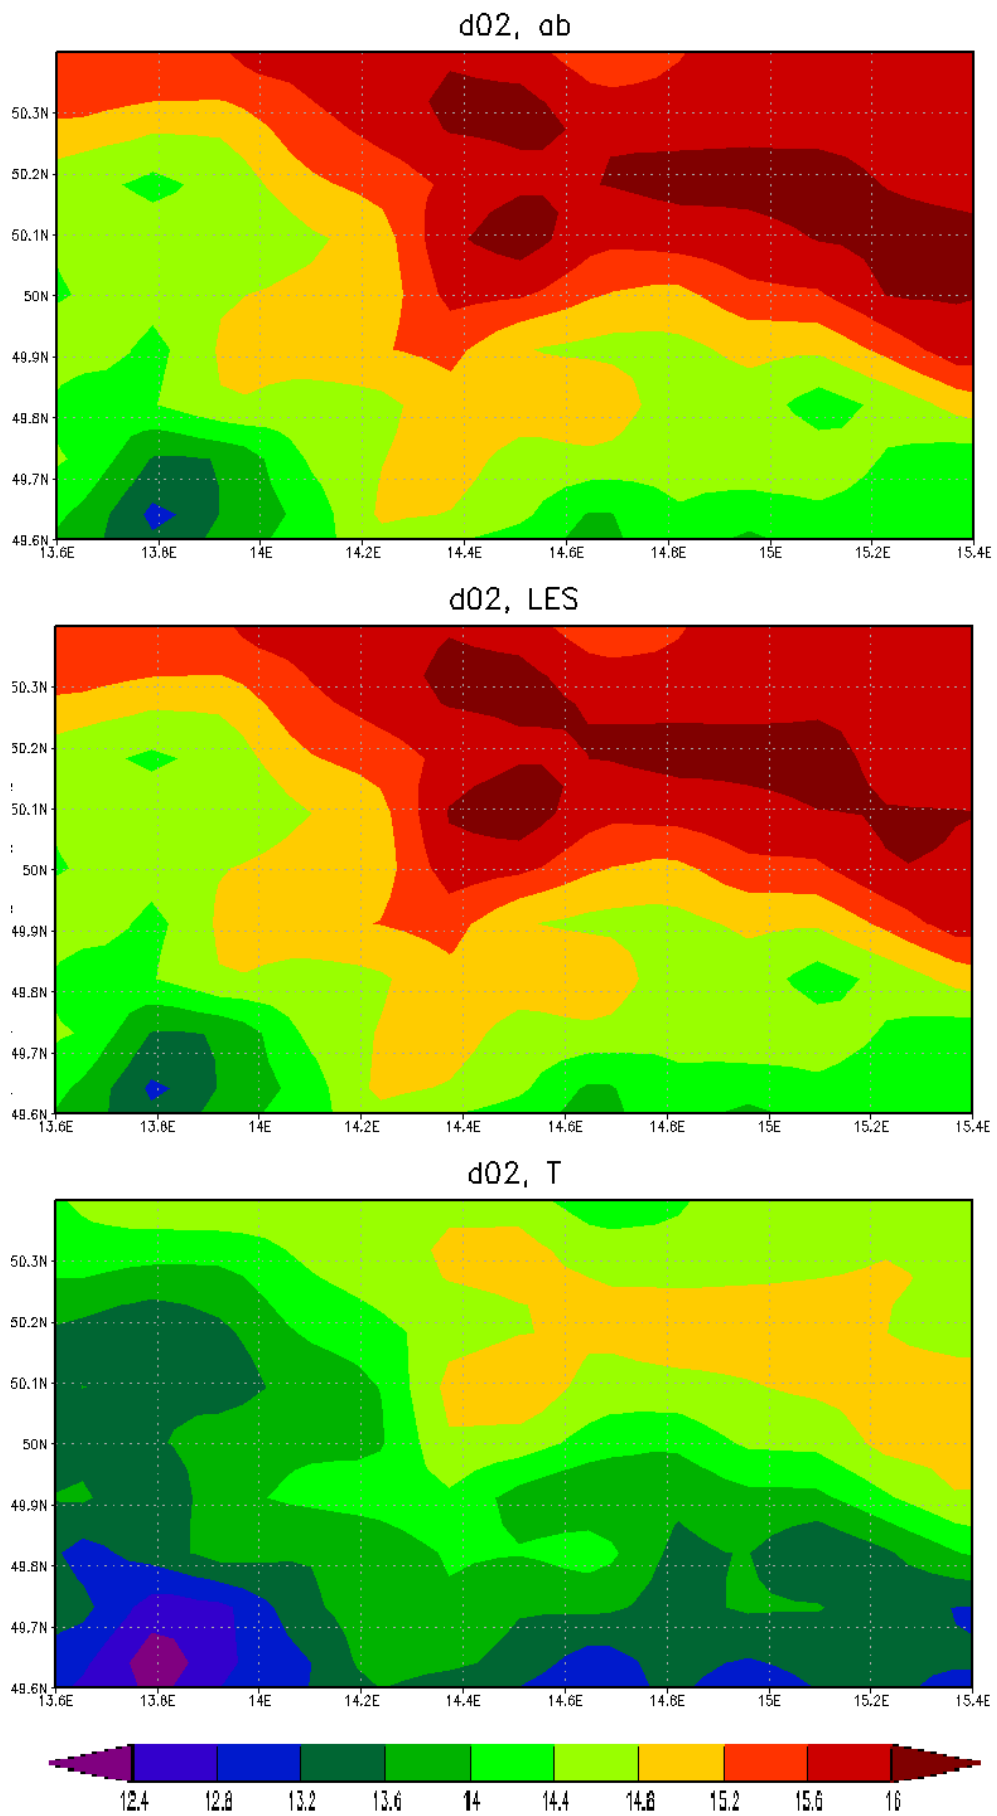 d02, ab
50.3N
50.2N
50.1N
50N
49.9N
49.8N
49.7N
49.6N
13.6E 13.8E 14E 14.2E 14.4E 14.6E 14.8E 15E 15.2E 15.4E
d02, LES
50.3N
50.2N
50.1N
50N
49.9N
49.8N
49.7N
49.6N
13.6E 13.8E 14E 14.2E 14.4E 14.6E 14.8E 15E 15.2E 15.4E
d02, T
50.3N
50.2N
50.1N
50N
49.9N
49.8N
49.7N
49.6N
13.6E 13.8E 14E 14.2E 14.4E 14.6E 14.8E 15E 15.2E 15.4E
12.4 12.8 13.2 13.6 14 14.4 14.8 15.2 15.6 16